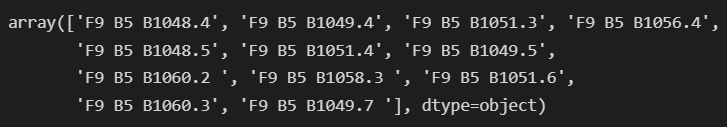 array(['F9 B5 B1048.4', 'F9 B5 B1049.4', 'F9 B5 B1051.3', 'F9 B5 B1056.4',
'F9 B5 B1048.5', 'F9 B5 B1051.4', 'F9 B5 B1049.5',
'F9 B5 B1060.2 ', 'F9 B5 B1058.3 ', 'F9 B5 B1051.6',
'F9 B5 B1060.3', 'F9 B5 B1049.7 '], dtype=object)